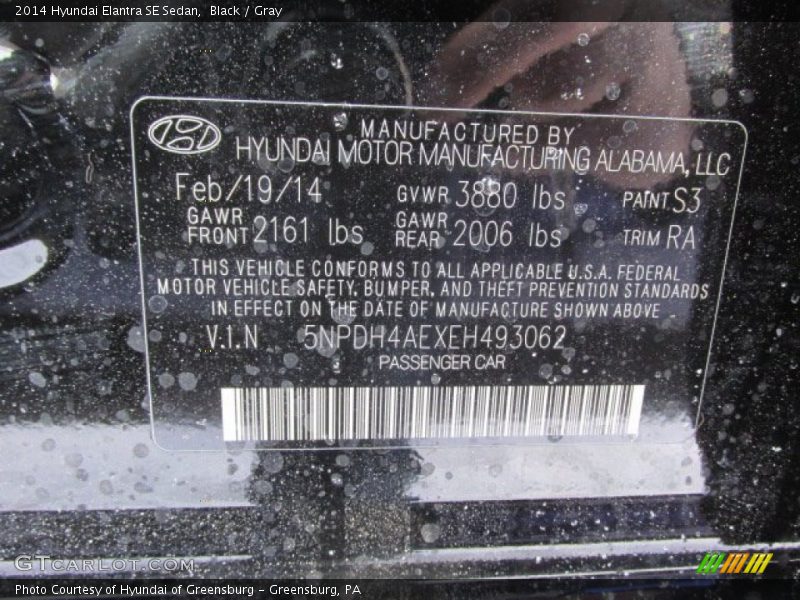 2014 Hyundai Elantra SE Sedan, Black / Gray
MANUFACTURED BY
HYUNDAI MOTOR MANUFACTURING ALABAMA, LLC
Feb/19/14 GVWR 3880 lbs PAINT S3
GAWR FRONT 2161 lbs GAWR REAR 2006 lbs TRIM RA
THIS VEHICLE CONFORMS TO ALL APPLICABLE U.S.A. FEDERAL
MOTOR VEHICLE SAFETY, BUMPER, AND THEFT PREVENTION STANDARDS
IN EFFECT ON THE DATE OF MANUFACTURE SHOWN ABOVE
V.I.N 5NPDH4AEXEH493062
PASSENGER CAR
GTCARLOT.COM
Photo Courtesy of Hyundai of Greensburg - Greensburg, PA